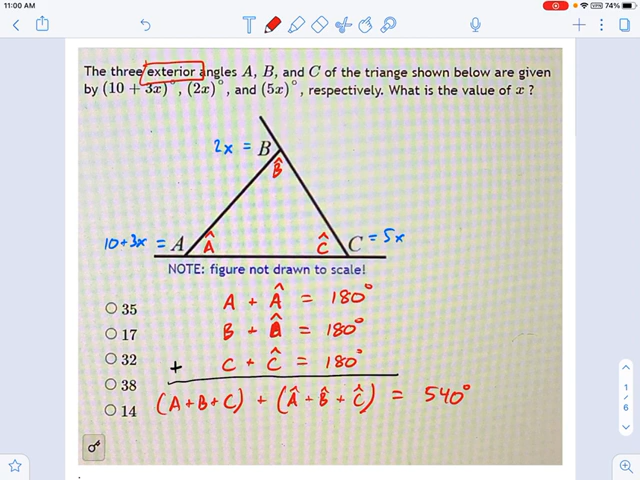 11:00 AM
VPN 74%
The three exterior angles A, B, and C of the triange shown below are given
by (10 + 3x)°, (2x)°, and (5x)°, respectively. What is the value of x ?
2x = B
B̂
10+3x = A
Â
Ĉ
C = 5x
NOTE: figure not drawn to scale!
35
17
32
38
14
A + Â = 180°
B + B̂ = 180°
+ C + Ĉ = 180°
(A+B+C) + (Â + B̂ + Ĉ) = 540°
1
/
6